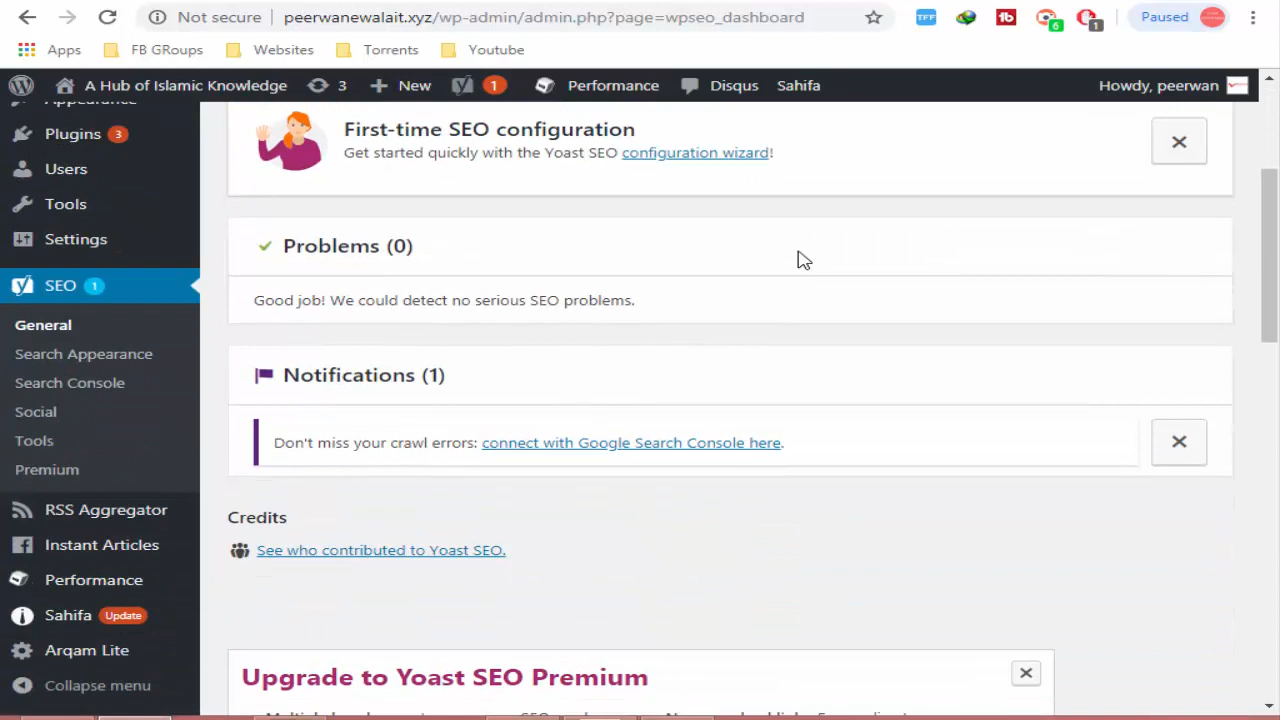 Not secure peerwanewalait.xyz/wp-admin/admin.php?page=wpseo_dashboard TFF 6 1b 1 Paused
Apps FB GRoups Websites Torrents Youtube
A Hub of Islamic Knowledge 3 New 1 Performance Disqus Sahifa Howdy, peerwan
Appearance
Plugins 3
Users
Tools
Settings
SEO 1
General
Search Appearance
Search Console
Social
Tools
Premium
RSS Aggregator
Instant Articles
Performance
Sahifa Update
Arqam Lite
Collapse menu
First-time SEO configuration
Get started quickly with the Yoast SEO configuration wizard!
Problems (0)
Good job! We could detect no serious SEO problems.
Notifications (1)
Don't miss your crawl errors: connect with Google Search Console here.
Credits
See who contributed to Yoast SEO.
Upgrade to Yoast SEO Premium